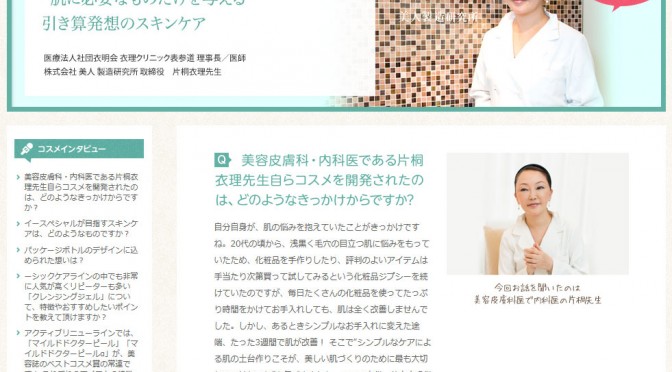 肌に必要なものだけを与える
引き算発想のスキンケア
医療法人社団衣明会 衣理クリニック表参道 理事長／医師
株式会社 美人 製造研究所 取締役　片桐衣理先生
コスメインタビュー
美容皮膚科・内科医である片桐
衣理先生自らコスメを開発されたの
は、どのようなきっかけからですか
？
イースペシャルが目指すスキンケ
アは、どのようなものですか？
パッケージボトルのデザインに込
められた想いは？
ーシックケアラインの中でも非常
に人気が高くリピーターも多い
「クレンジングジェル」につい
て、特徴やおすすめしたいポイン
トを教えて頂けますか？
アクティブリニューラインでは、
「マイルドドクターピール」「マ
イルドドクターピールα」が、美
容誌のベストコスメ賞の常連で
Q 美容皮膚科・内科医である片桐
衣理先生自らコスメを開発されたの
は、どのようなきっかけからですか?
自分自身が、肌の悩みを抱えていたことがきっかけです
ね。20代の頃から、浅黒く毛穴の目立つ肌に悩みをもって
いたため、化粧品を手作りしたり、評判のよいアイテムは
手当たり次第買って試してみるという化粧品ジプシーを続
けていたのですが、毎日たくさんの化粧品を使ってたっぷ
り時間をかけてお手入れしても、肌は全く改善しませんで
した。しかし、あるときシンプルなお手入れに変えた途
端、たった3週間で肌が改善！ そこで“シンプルなケアによ
る肌の土台作りこそが、美しい肌づくりのために最も大切
今回お話を聞いたのは
美容皮膚科医で内科医の片桐先生